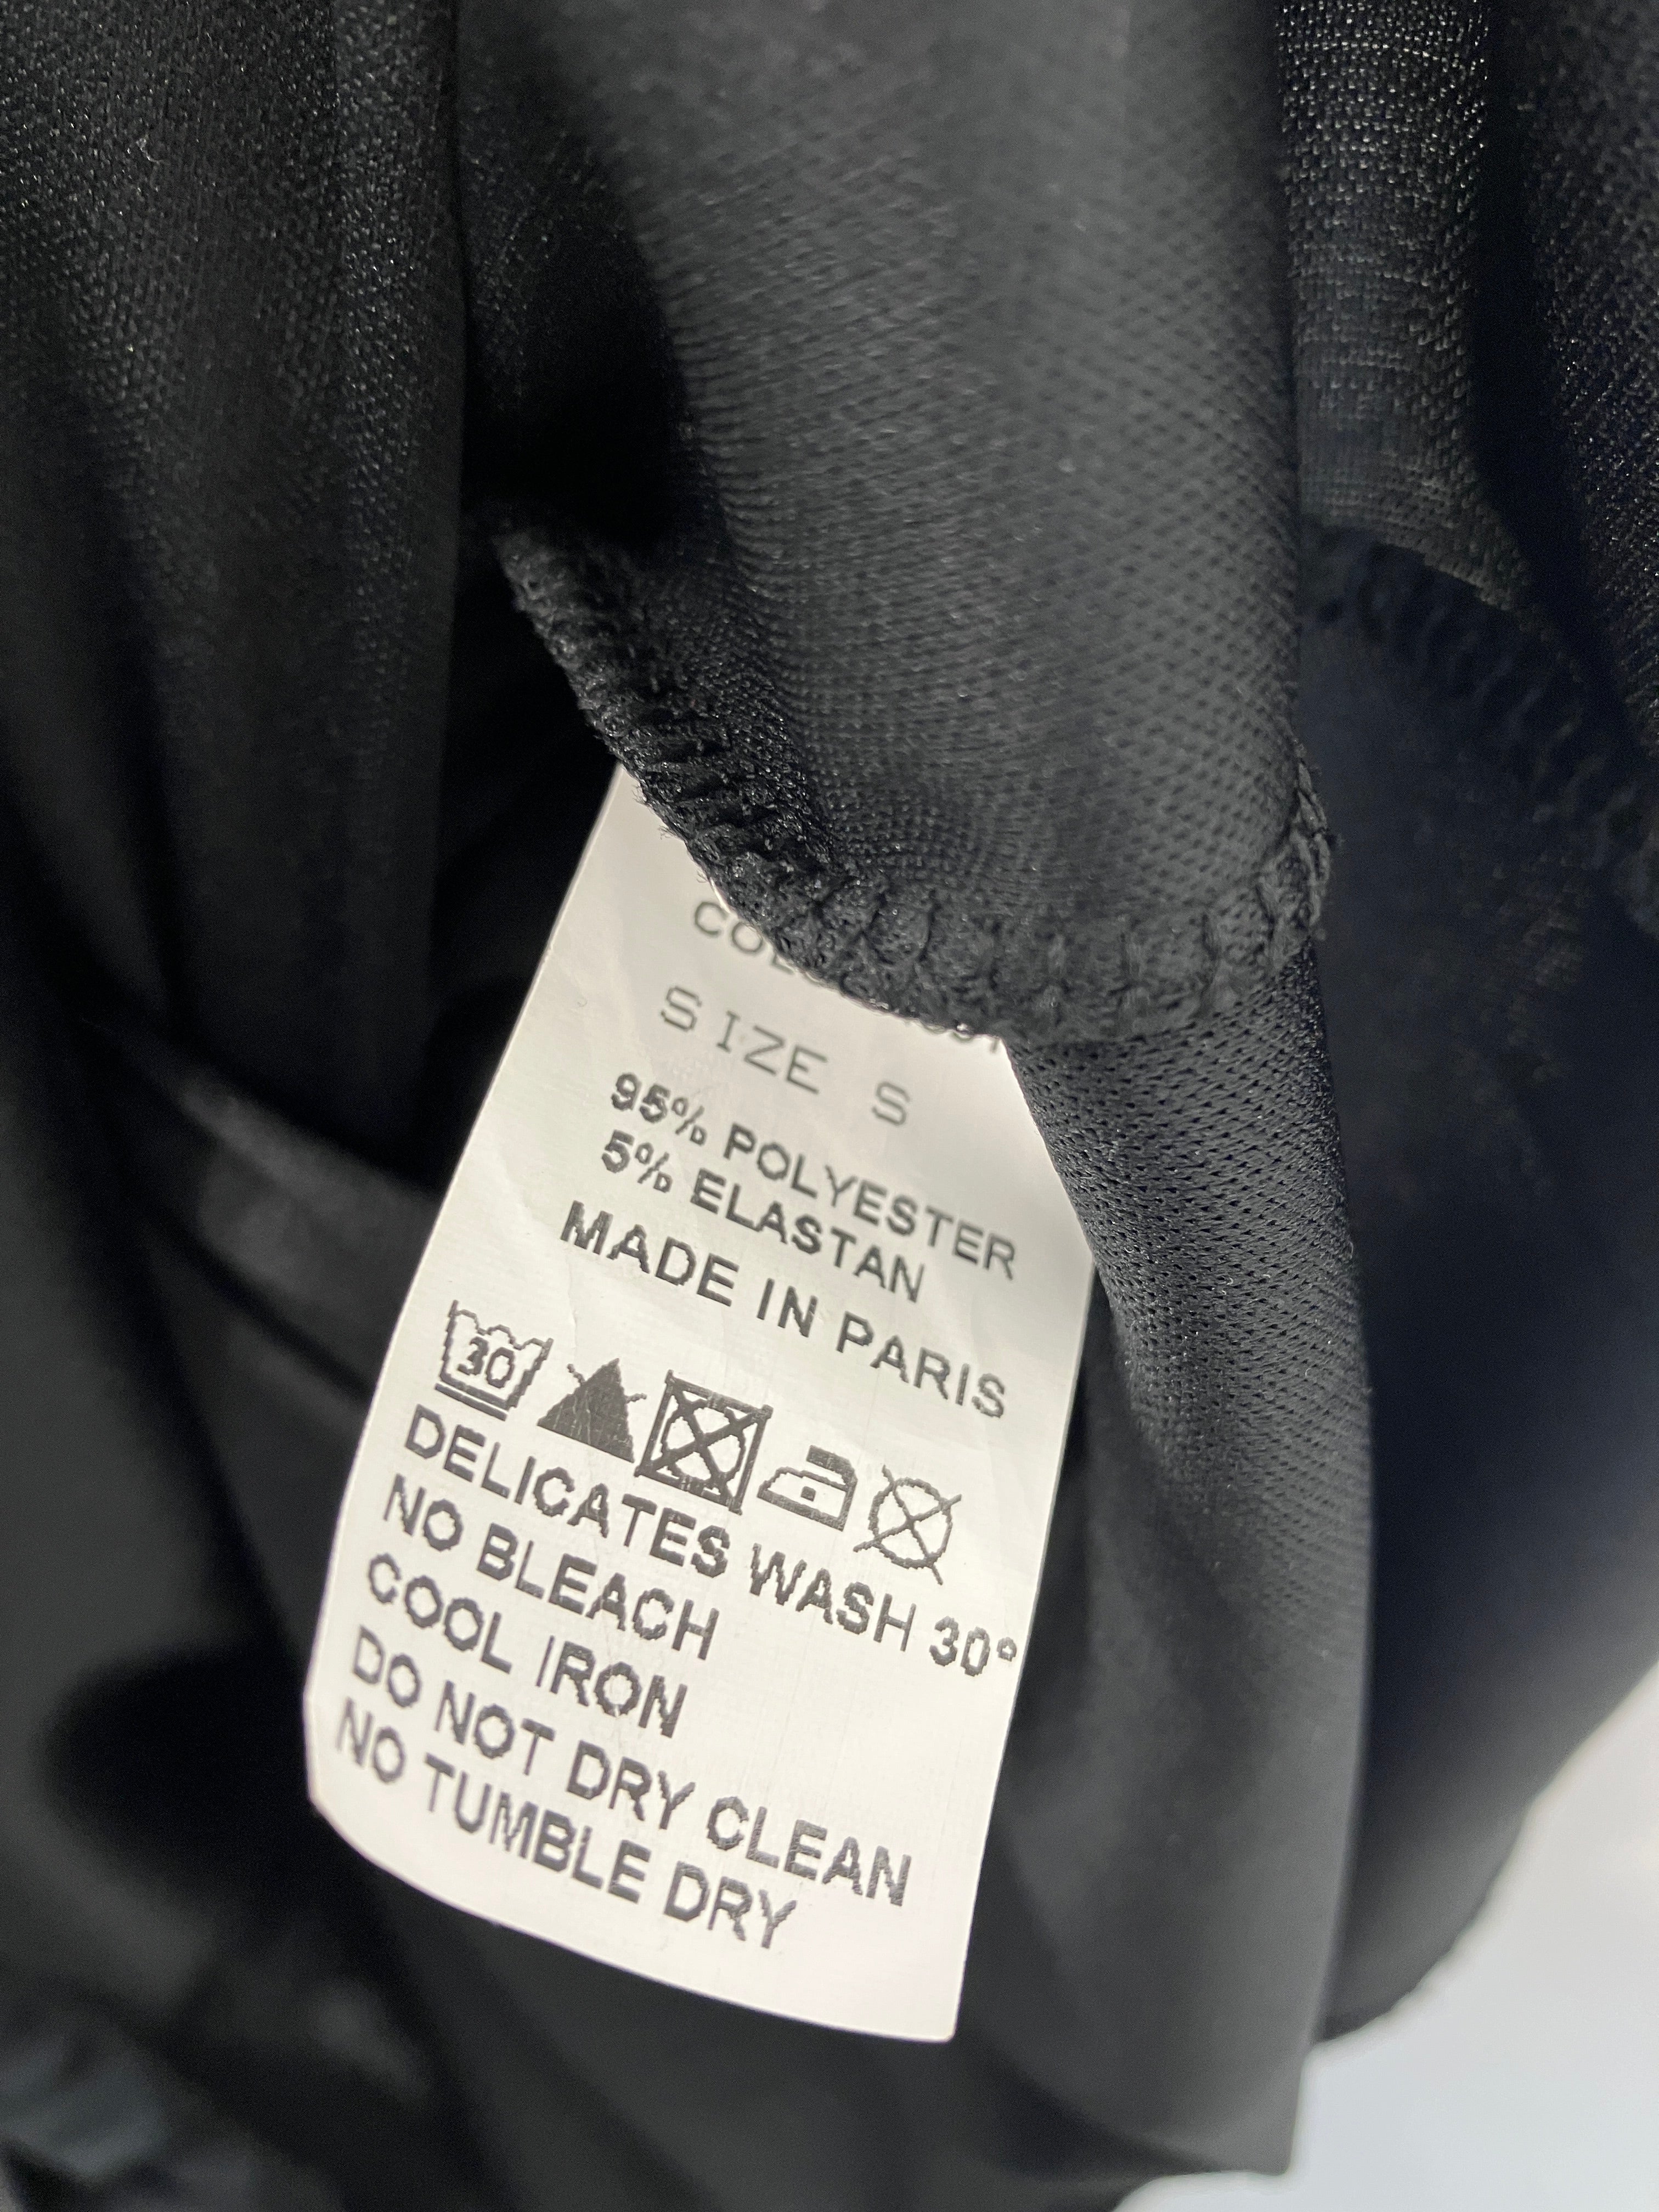 SIZE S
95% POLYESTER
5% ELASTAN
MADE IN PARIS
30
DELICATES WASH 30°
NO BLEACH
COOL IRON
DO NOT DRY CLEAN
NO TUMBLE DRY